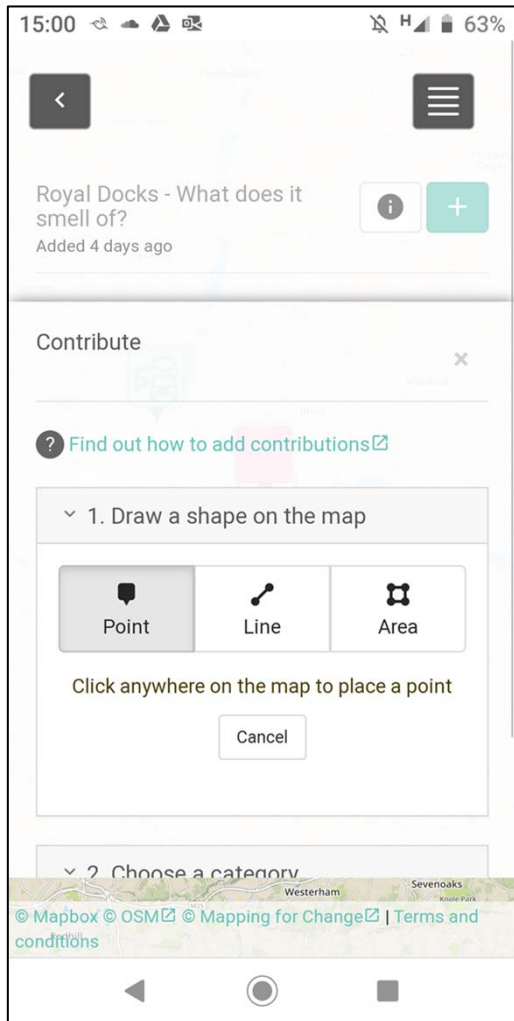 15:00 H 63%
Royal Docks - What does it
smell of?
Added 4 days ago
Contribute
? Find out how to add contributions
1. Draw a shape on the map
Point Line Area
Click anywhere on the map to place a point
Cancel
2. Choose a category
Westerham Sevenoaks
Knole Park
M25
© Mapbox © OSM © Mapping for Change | Terms and
conditions
Redhill